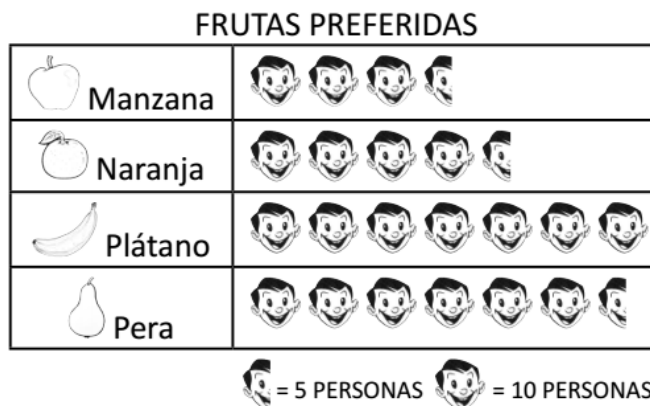 FRUTAS PREFERIDAS
Manzana
Naranja
Plátano
Pera
= 5 PERSONAS = 10 PERSONAS